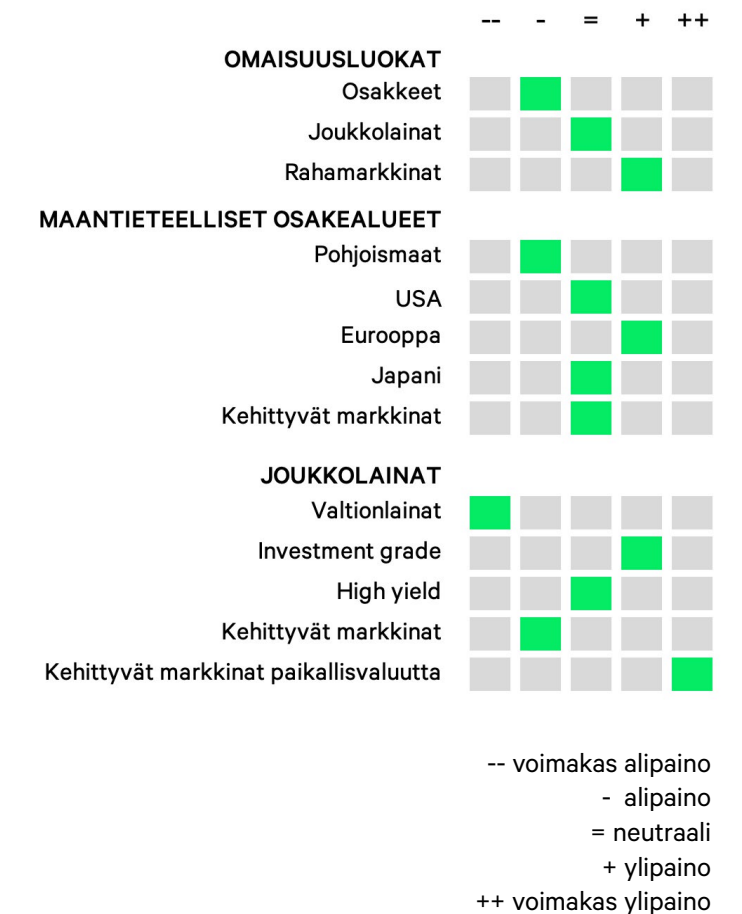 -- - = + ++
OMAISUUSLUOKAT
Osakkeet
Joukkolainat
Rahamarkkinat
MAANTIETEELLISET OSAKEALUEET
Pohjoismaat
USA
Eurooppa
Japani
Kehittyvät markkinat
JOUKKOLAINAT
Valtionlainat
Investment grade
High yield
Kehittyvät markkinat
Kehittyvät markkinat paikallisvaluutta
-- voimakas alipaino
- alipaino
= neutraali
+ ylipaino
++ voimakas ylipaino